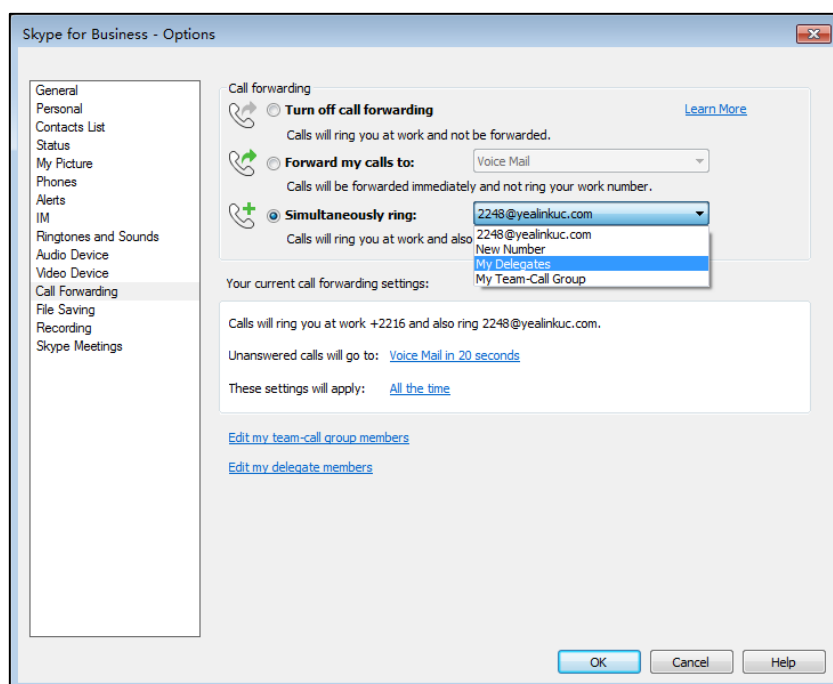 Skype for Business - Options
General
Personal
Contacts List
Status
My Picture
Phones
Alerts
IM
Ringtones and Sounds
Audio Device
Video Device
Call Forwarding
File Saving
Recording
Skype Meetings
Call forwarding
Turn off call forwarding
Learn More
Calls will ring you at work and not be forwarded.
Forward my calls to:
Voice Mail
Calls will be forwarded immediately and not ring your work number.
Simultaneously ring:
2248@yealinkuc.com
Calls will ring you at work and also
2248@yealinkuc.com
New Number
My Delegates
My Team-Call Group
Your current call forwarding settings:
Calls will ring you at work +2216 and also ring 2248@yealinkuc.com.
Unanswered calls will go to: Voice Mail in 20 seconds
These settings will apply: All the time
Edit my team-call group members
Edit my delegate members
OK
Cancel
Help